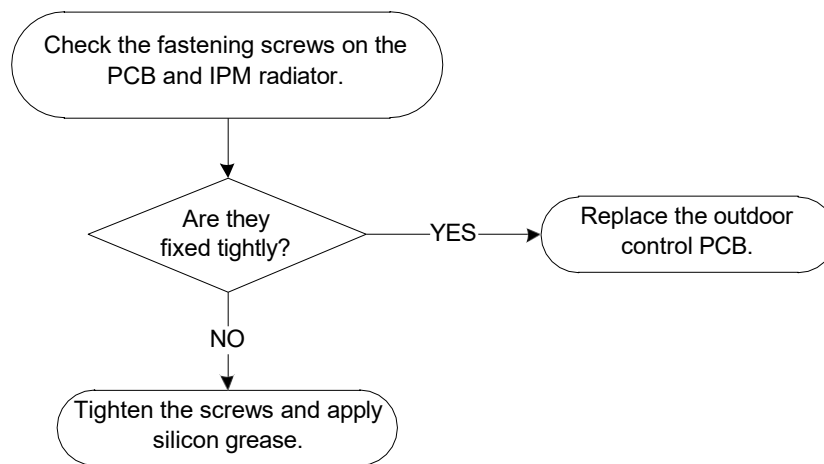 Check the fastening screws on the
PCB and IPM radiator.
Are they
fixed tightly?
YES
Replace the outdoor
control PCB.
NO
Tighten the screws and apply
silicon grease.